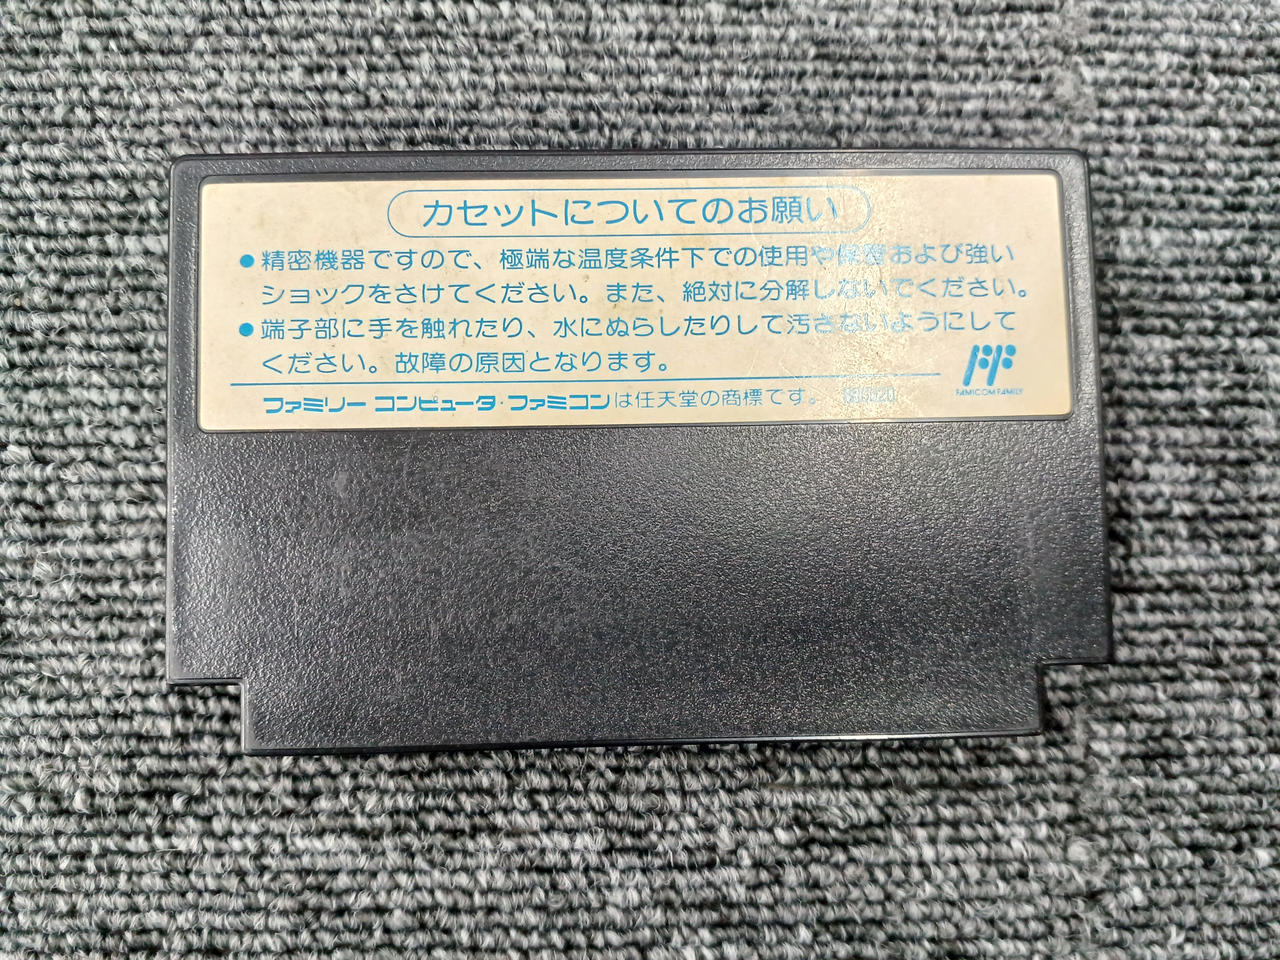 カセットについてのお願い
●精密機器ですので、極端な温度条件下での使用や保管および強い
ショックをさけてください。また、絶対に分解しないでください。
●端子部に手を触れたり、水にぬらしたりして汚さないようにして
ください。故障の原因となります。
ファミリーコンピュータ・ファミコンは任天堂の商標です。
FF
FAMICOM FAMILY